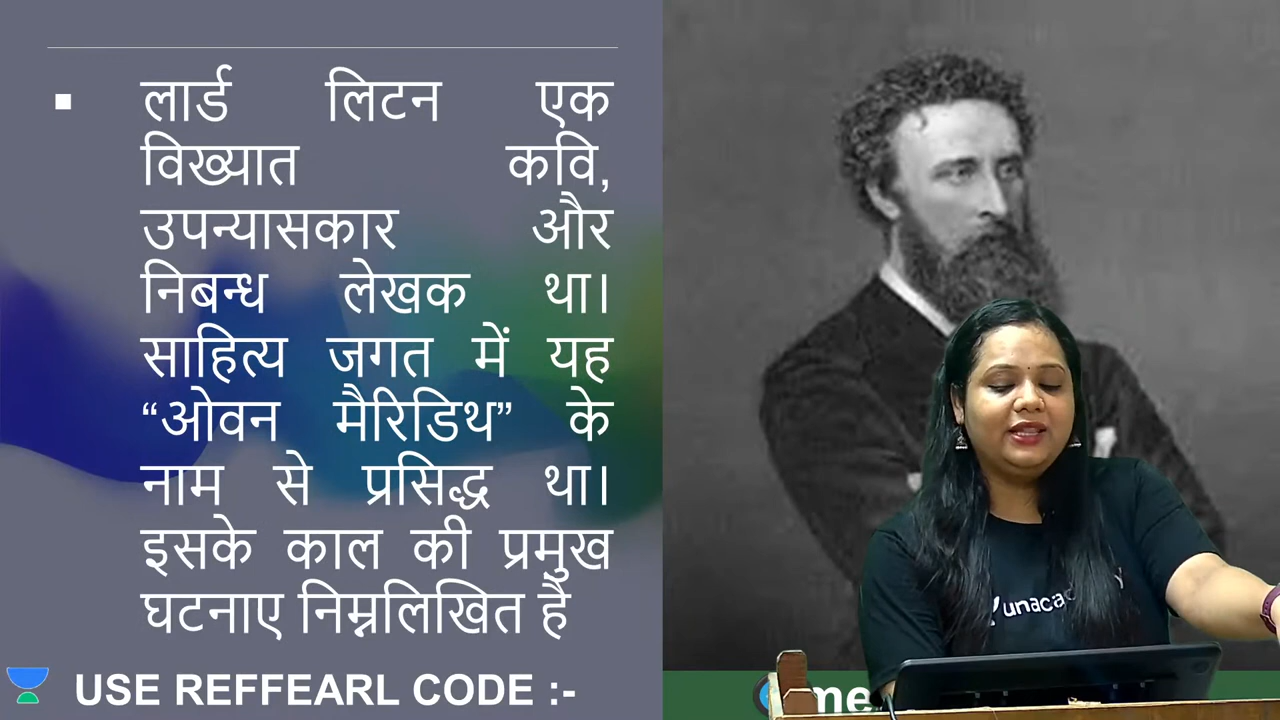 लार्ड लिटन एक
विख्यात कवि,
उपन्यासकार और
निबन्ध लेखक था।
साहित्य जगत में यह
“ओवन मैरिडिथ” के
नाम से प्रसिद्ध था।
इसके काल की प्रमुख
घटनाए निम्नलिखित है
USE REFFEARL CODE :-